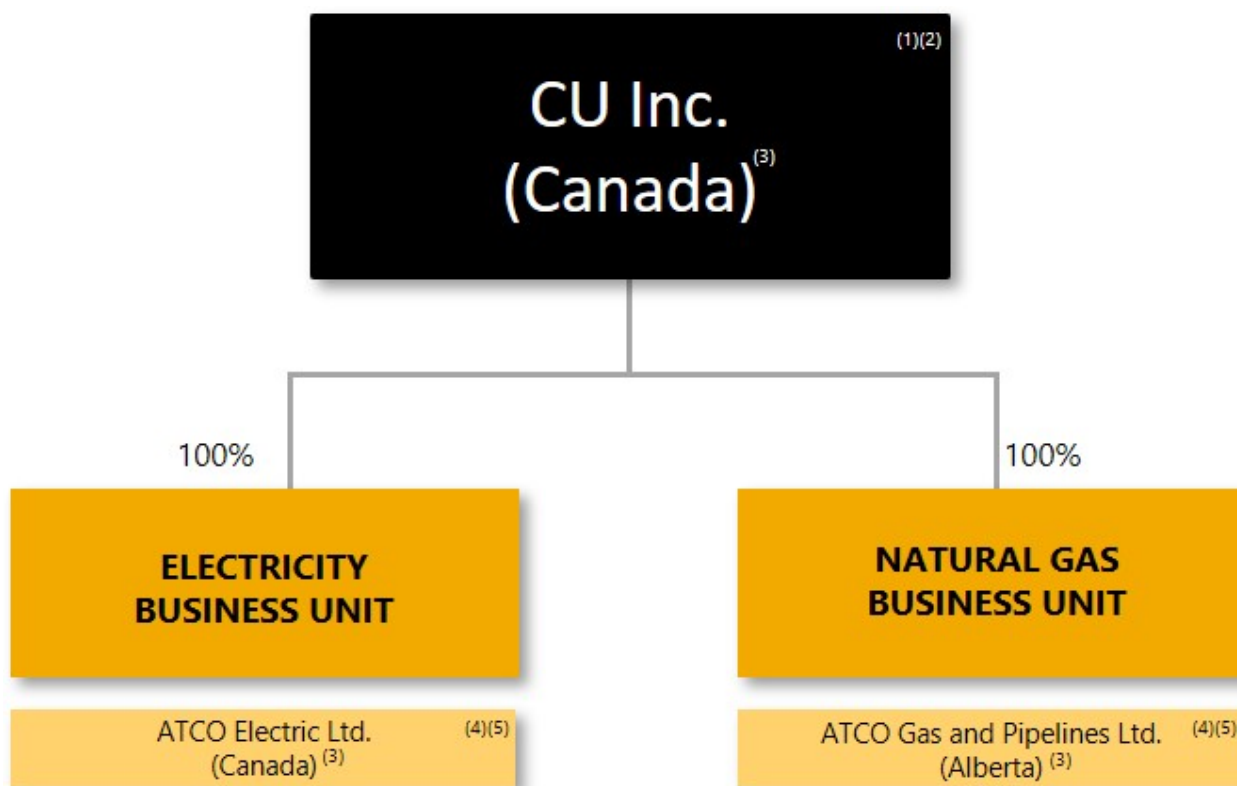 (1)(2)
CU Inc.
(Canada)(3)
100%
100%
ELECTRICITY
BUSINESS UNIT
NATURAL GAS
BUSINESS UNIT
ATCO Electric Ltd. (4)(5)
(Canada) (3)
ATCO Gas and Pipelines Ltd. (4)(5)
(Alberta) (3)